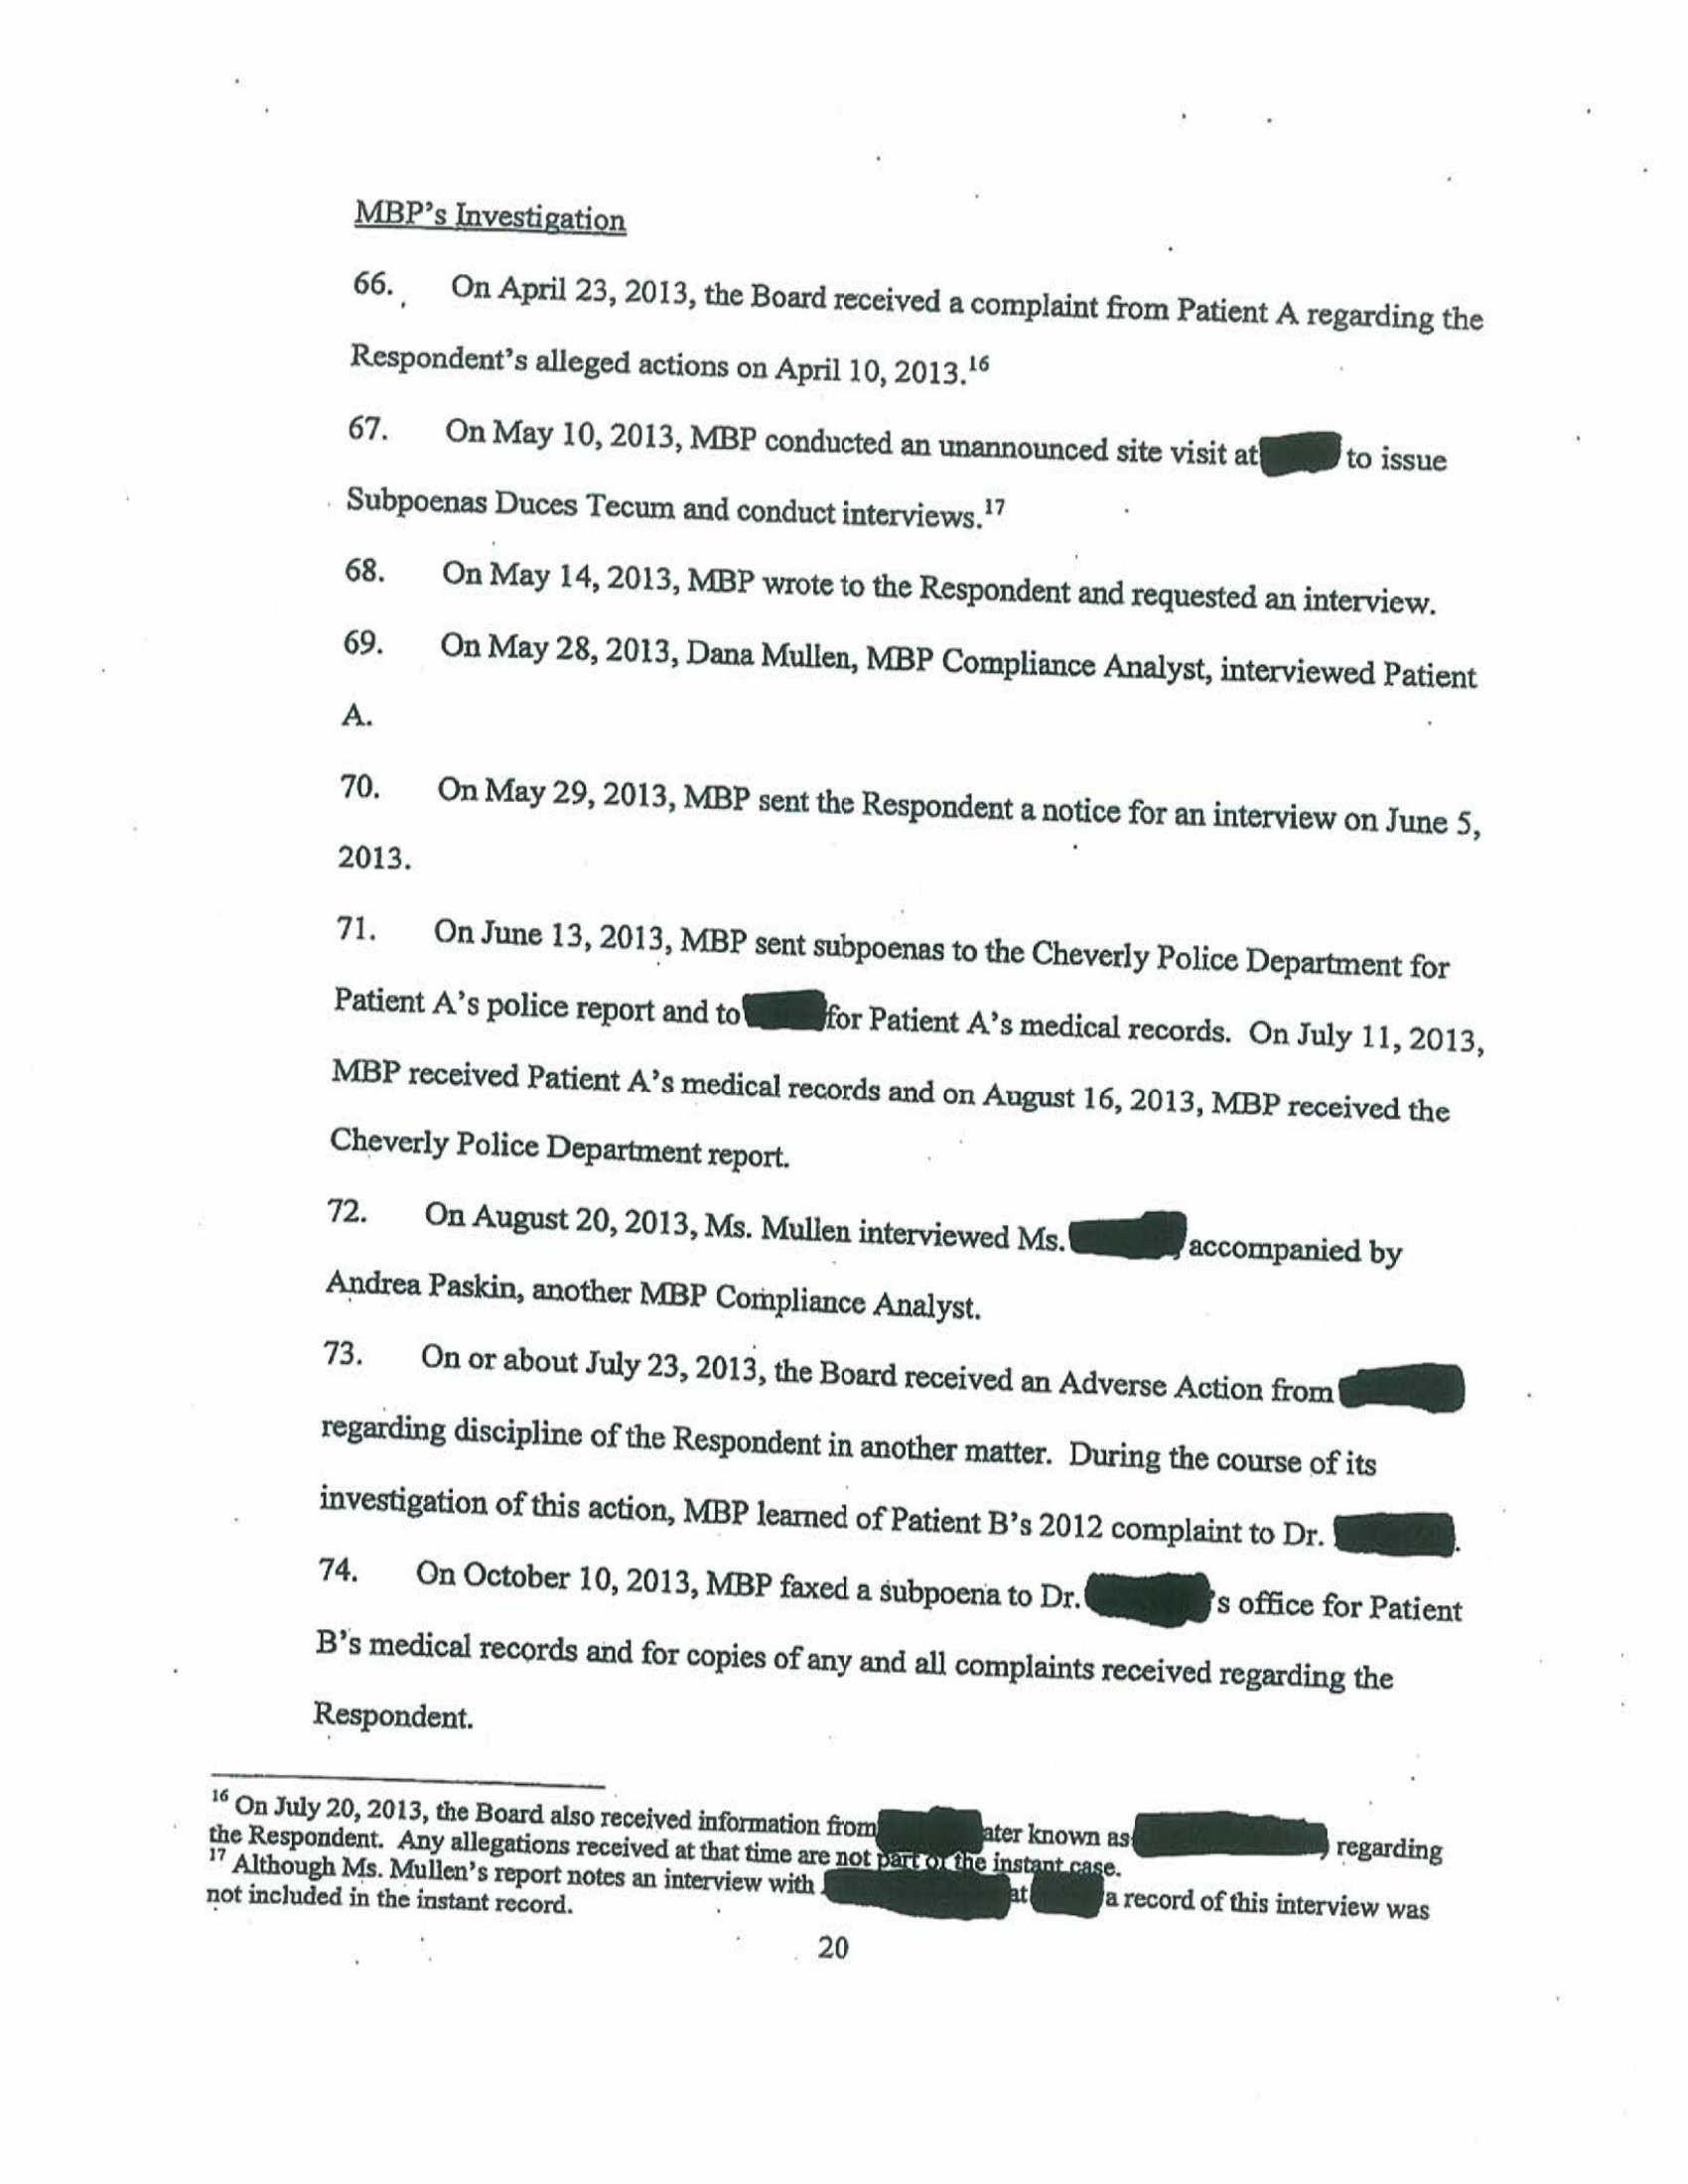 MBP's Investigation
66. On April 23, 2013, the Board received a complaint from Patient A regarding the
Respondent's alleged actions on April 10, 2013.16
67. On May 10, 2013, MBP conducted an unannounced site visit at to issue
Subpoenas Duces Tecum and conduct interviews.17
68. On May 14, 2013, MBP wrote to the Respondent and requested an interview.
69. On May 28, 2013, Dana Mullen, MBP Compliance Analyst, interviewed Patient
A.
70. On May 29, 2013, MBP sent the Respondent a notice for an interview on June 5,
2013.
71. On June 13, 2013, MBP sent subpoenas to the Cheverly Police Department for
Patient A's police report and to for Patient A's medical records. On July 11, 2013,
MBP received Patient A's medical records and on August 16, 2013, MBP received the
Cheverly Police Department report.
72. On August 20, 2013, Ms. Mullen interviewed Ms. accompanied by
Andrea Paskin, another MBP Compliance Analyst.
73. On or about July 23, 2013, the Board received an Adverse Action from
regarding discipline of the Respondent in another matter. During the course of its
investigation of this action, MBP learned of Patient B's 2012 complaint to Dr. .
74. On October 10, 2013, MBP faxed a subpoena to Dr. 's office for Patient
B's medical records and for copies of any and all complaints received regarding the
Respondent.
16 On July 20, 2013, the Board also received information from ater known as ) regarding
the Respondent. Any allegations received at that time are not part of the instant case.
17 Although Ms. Mullen's report notes an interview with at a record of this interview was
not included in the instant record.
20